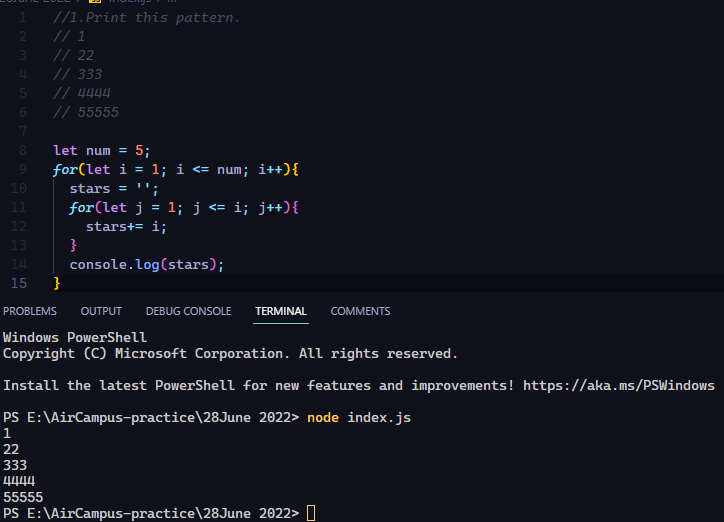 28June 2022 > index.js > ...
1 //1.Print this pattern.
2 // 1
3 // 22
4 // 333
5 // 4444
6 // 55555
7
8 let num = 5;
9 for(let i = 1; i <= num; i++){
10 stars = '';
11 for(let j = 1; j <= i; j++){
12 stars+= i;
13 }
14 console.log(stars);
15 }
PROBLEMS OUTPUT DEBUG CONSOLE TERMINAL COMMENTS
Windows PowerShell
Copyright (C) Microsoft Corporation. All rights reserved.
Install the latest PowerShell for new features and improvements! https://aka.ms/PSWindows
PS E:\AirCampus-practice\28June 2022> node index.js
1
22
333
4444
55555
PS E:\AirCampus-practice\28June 2022>